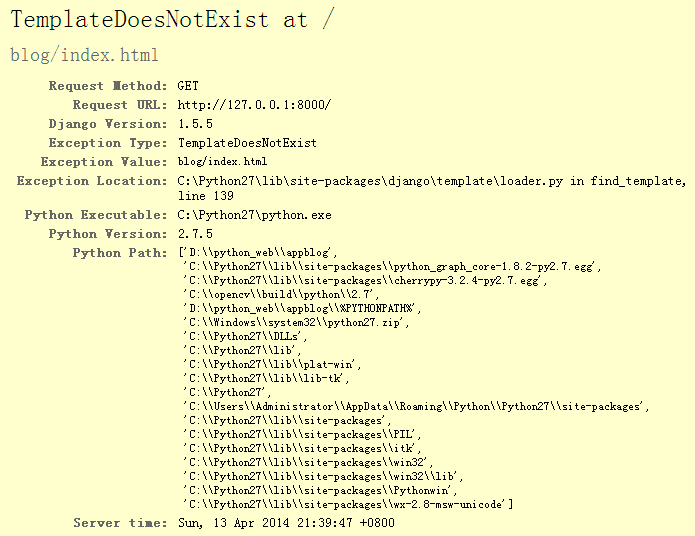 TemplateDoesNotExist at /
blog/index.html
Request Method: GET
Request URL: http://127.0.0.1:8000/
Django Version: 1.5.5
Exception Type: TemplateDoesNotExist
Exception Value: blog/index.html
Exception Location: C:\Python27\lib\site-packages\django\template\loader.py in find_template,
line 139
Python Executable: C:\Python27\python.exe
Python Version: 2.7.5
Python Path: ['D:\\python_web\\appblog',
'C:\\Python27\\lib\\site-packages\\python_graph_core-1.8.2-py2.7.egg',
'C:\\Python27\\lib\\site-packages\\cherrypy-3.2.4-py2.7.egg',
'C:\\opencv\\build\\python\\2.7',
'D:\\python_web\\appblog\\%PYTHONPATH%',
'C:\\Windows\\system32\\python27.zip',
'C:\\Python27\\DLLs',
'C:\\Python27\\lib',
'C:\\Python27\\lib\\plat-win',
'C:\\Python27\\lib\\lib-tk',
'C:\\Python27',
'C:\\Users\\Administrator\\AppData\\Roaming\\Python\\Python27\\site-packages',
'C:\\Python27\\lib\\site-packages',
'C:\\Python27\\lib\\site-packages\\PIL',
'C:\\Python27\\lib\\site-packages\\itk',
'C:\\Python27\\lib\\site-packages\\win32',
'C:\\Python27\\lib\\site-packages\\win32\\lib',
'C:\\Python27\\lib\\site-packages\\Pythonwin',
'C:\\Python27\\lib\\site-packages\\wx-2.8-msw-unicode']
Server time: Sun, 13 Apr 2014 21:39:47 +0800